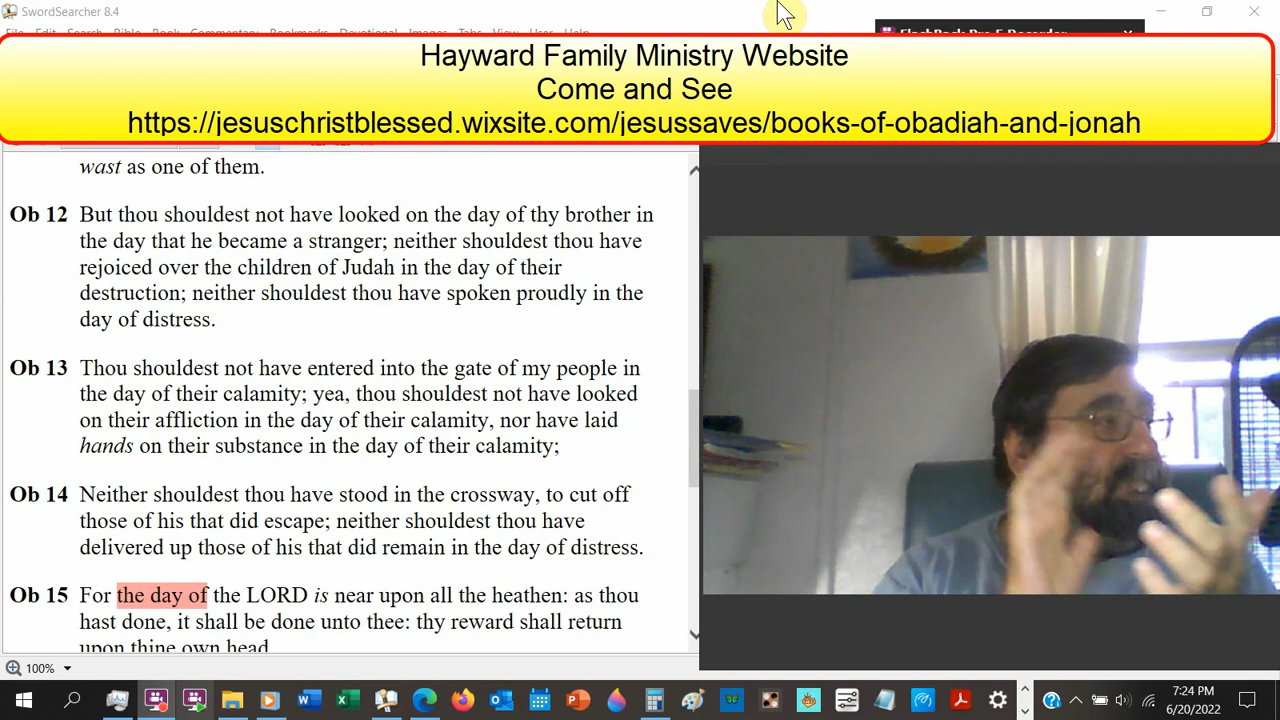 SwordSearcher 8.4
Hayward Family Ministry Website
Come and See
https://jesuschristblessed.wixsite.com/jesussaves/books-of-obadiah-and-jonah
wast as one of them.
Ob 12 But thou shouldest not have looked on the day of thy brother in
the day that he became a stranger; neither shouldest thou have
rejoiced over the children of Judah in the day of their
destruction; neither shouldest thou have spoken proudly in the
day of distress.
Ob 13 Thou shouldest not have entered into the gate of my people in
the day of their calamity; yea, thou shouldest not have looked
on their affliction in the day of their calamity, nor have laid
hands on their substance in the day of their calamity;
Ob 14 Neither shouldest thou have stood in the crossway, to cut off
those of his that did escape; neither shouldest thou have
delivered up those of his that did remain in the day of distress.
Ob 15 For the day of the LORD is near upon all the heathen: as thou
hast done, it shall be done unto thee: thy reward shall return
upon thine own head
100%
7:24 PM
6/20/2022